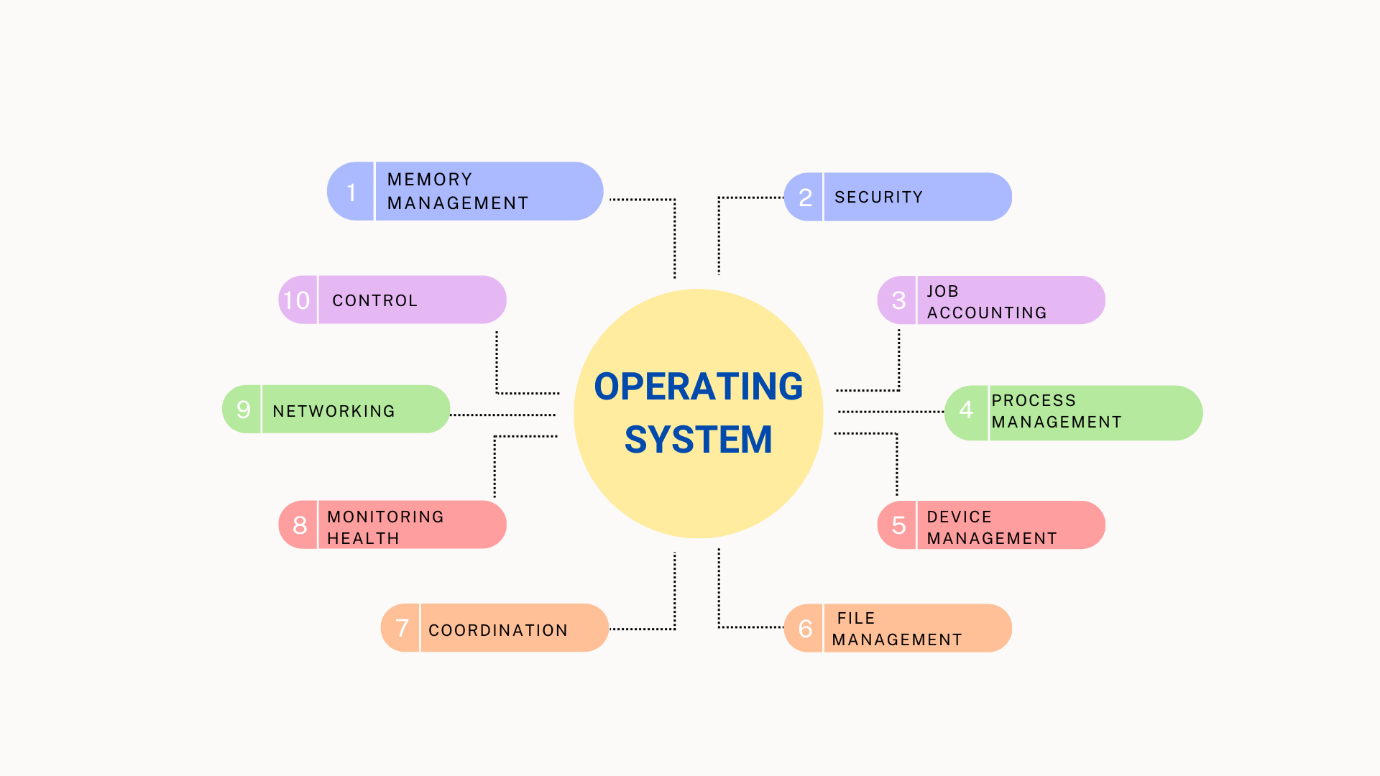 OPERATING
SYSTEM
1
MEMORY
MANAGEMENT
2
SECURITY
3
JOB
ACCOUNTING
4
PROCESS
MANAGEMENT
5
DEVICE
MANAGEMENT
6
FILE
MANAGEMENT
7
COORDINATION
8
MONITORING
HEALTH
9
NETWORKING
10
CONTROL